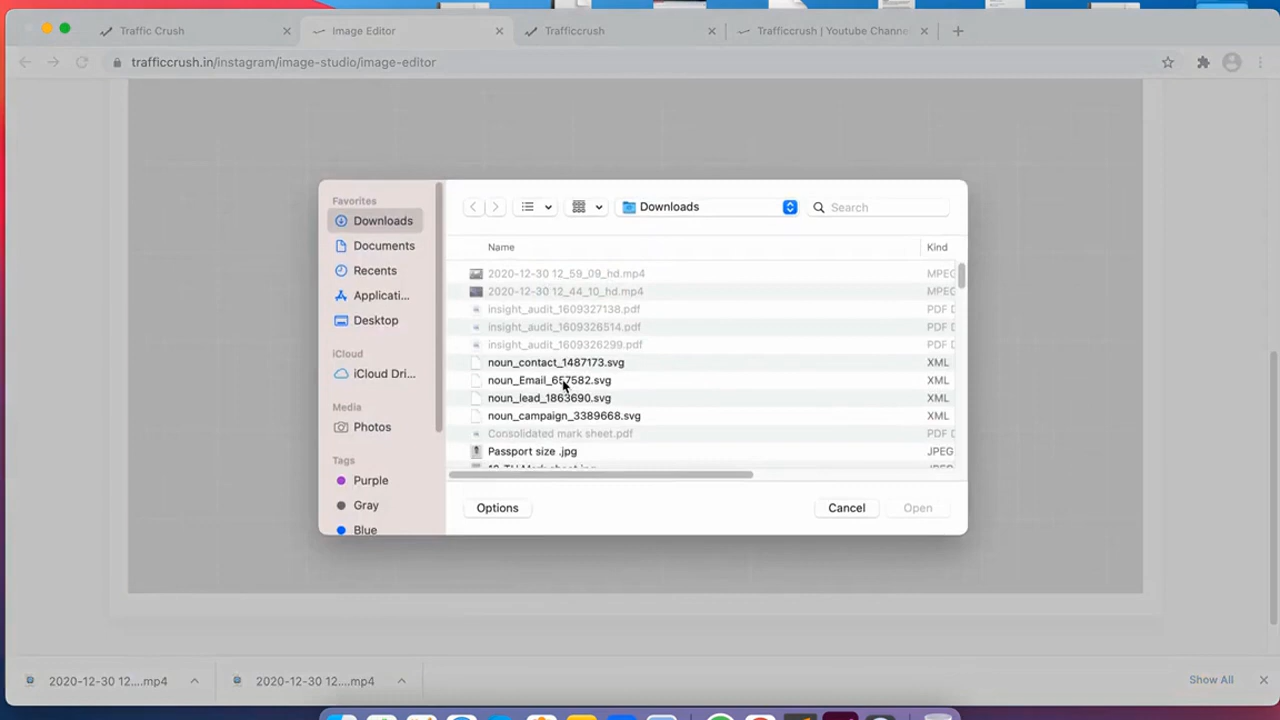 Traffic Crush
Image Editor
Trafficcrush
Trafficcrush | Youtube Channe
trafficcrush.in/instagram/image-studio/image-editor
Favorites
Downloads
Documents
Recents
Applicati...
Desktop
iCloud
iCloud Dri...
Media
Photos
Tags
Purple
Gray
Blue
Downloads
Search
Name
Kind
2020-12-30 12_59_09_hd.mp4
MPEG
2020-12-30 12_44_10_hd.mp4
MPEG
insight_audit_1609327138.pdf
PDF D
insight_audit_1609326514.pdf
PDF D
insight_audit_1609326299.pdf
PDF D
noun_contact_1487173.svg
XML
noun_Email_657582.svg
XML
noun_lead_1863690.svg
XML
noun_campaign_3389668.svg
XML
Consolidated mark sheet.pdf
PDF D
Passport size .jpg
JPEG
Options
Cancel
Open
2020-12-30 12....mp4
2020-12-30 12....mp4
Show All